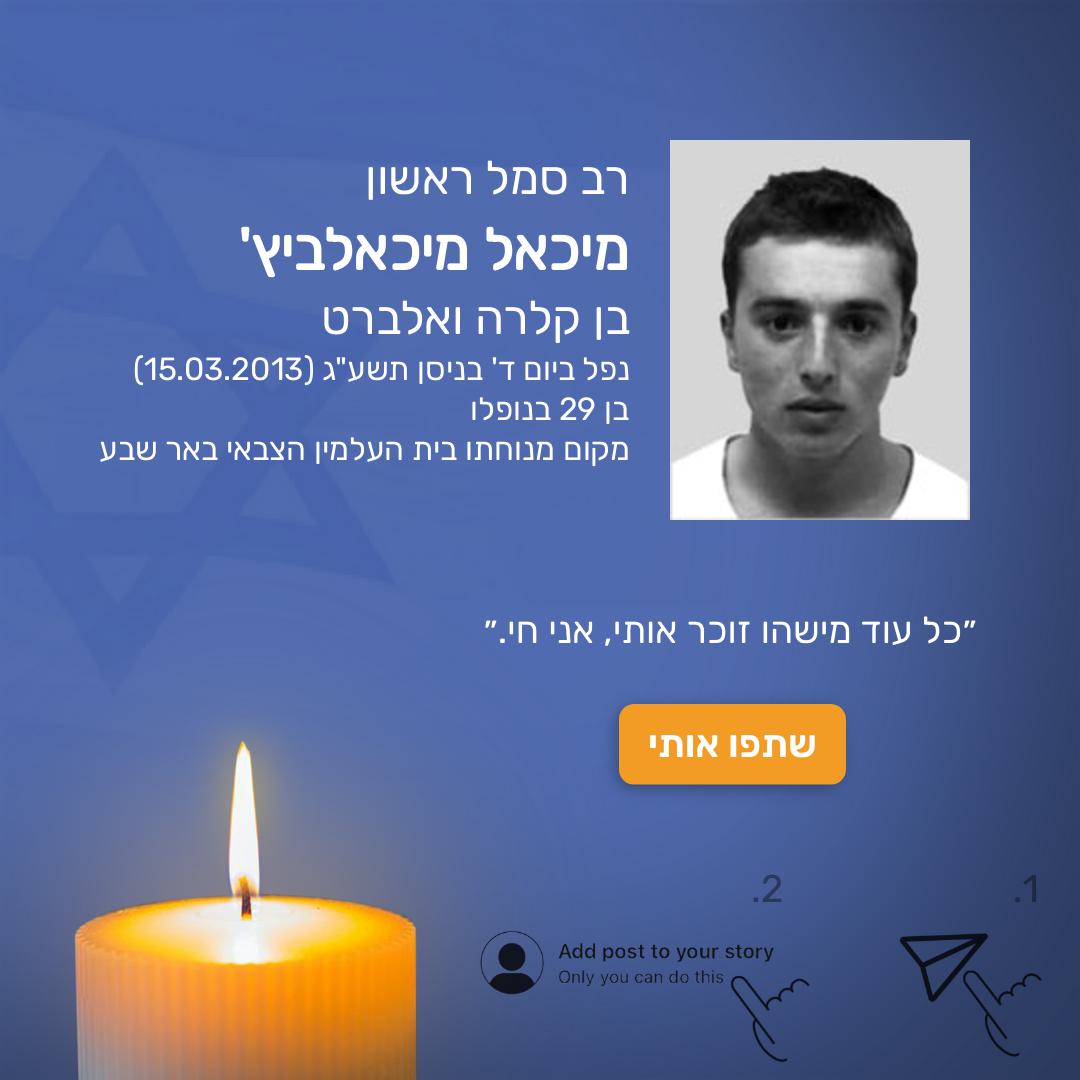 רב סמל ראשון
מיכאל מיכאלביץ'
בן קלרה ואלברט
נפל ביום ד' בניסן תשע"ג (15.03.2013)
בן 29 בנופלו
מקום מנוחתו בית העלמין הצבאי באר שבע
"כל עוד מישהו זוכר אותי, אני חי."
שתפו אותי
1.
2.
Add post to your story
Only you can do this